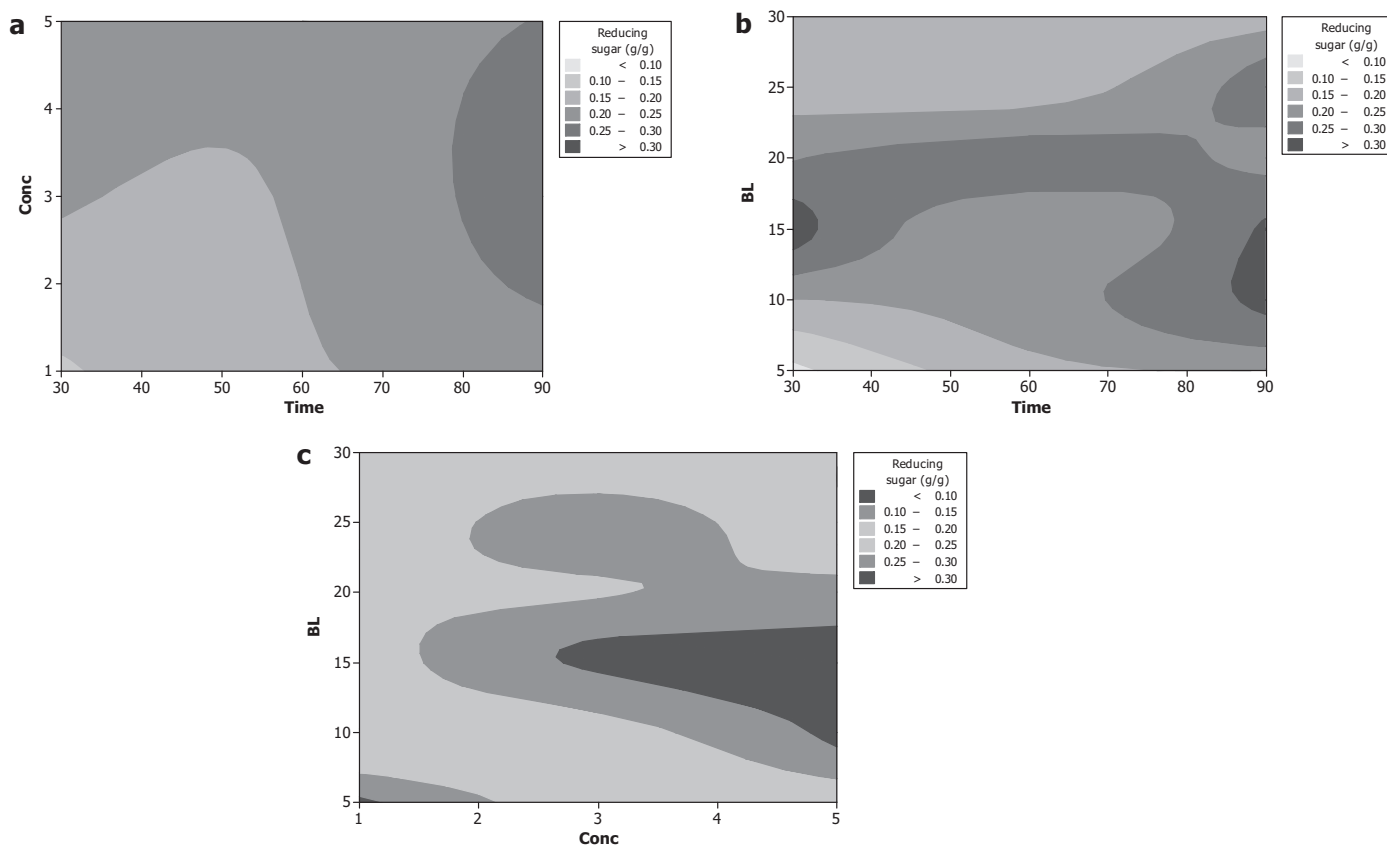 a
5
4
3
2
1
Conc
30 40 50 60 70 80 90
Time
Reducing
sugar (g/g)
< 0.10
0.10 – 0.15
0.15 – 0.20
0.20 – 0.25
0.25 – 0.30
> 0.30
b
30
25
20
15
10
5
BL
30 40 50 60 70 80 90
Time
Reducing
sugar (g/g)
< 0.10
0.10 – 0.15
0.15 – 0.20
0.20 – 0.25
0.25 – 0.30
> 0.30
c
30
25
20
15
10
5
BL
1 2 3 4 5
Conc
Reducing
sugar (g/g)
< 0.10
0.10 – 0.15
0.15 – 0.20
0.20 – 0.25
0.25 – 0.30
> 0.30